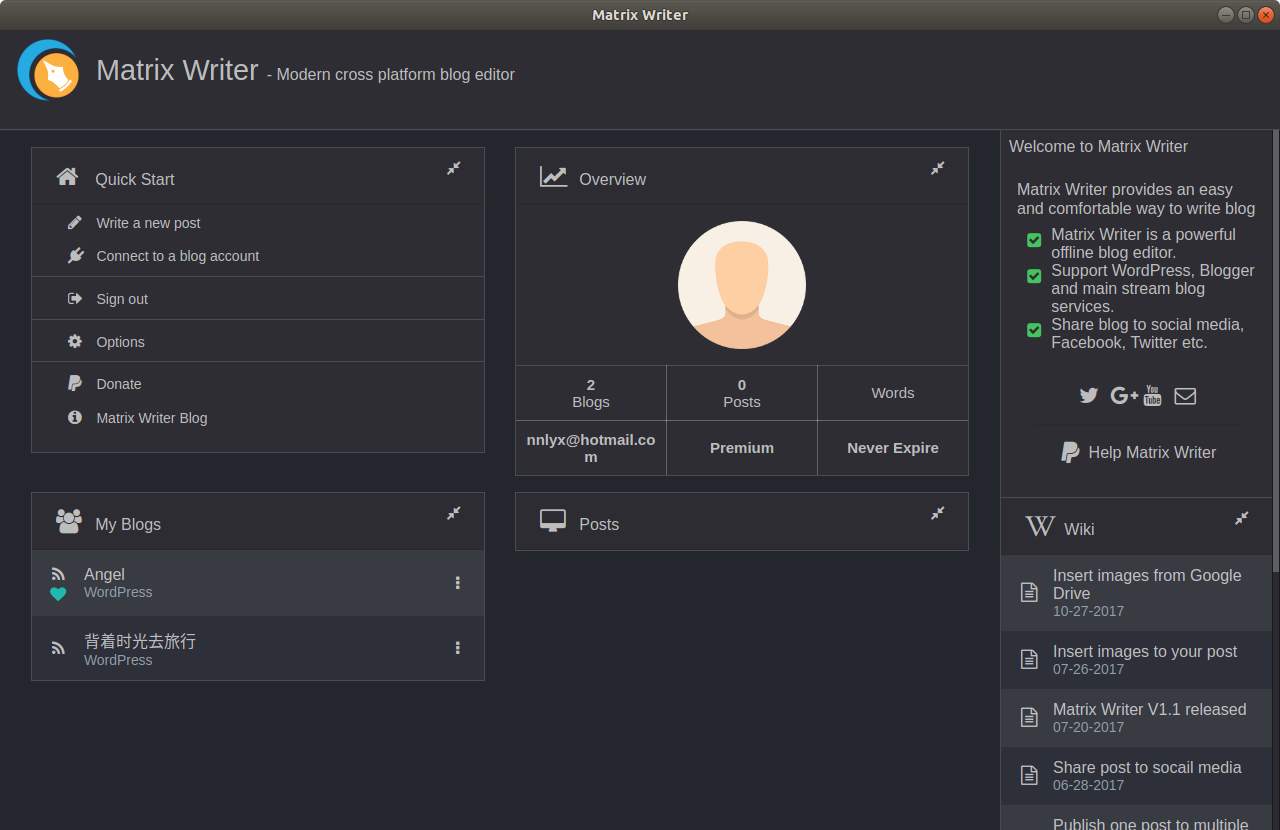 Matrix Writer
Matrix Writer - Modern cross platform blog editor
Quick Start
Write a new post
Connect to a blog account
Sign out
Options
Donate
Matrix Writer Blog
Overview
2
Blogs
0
Posts
Words
nnlyx@hotmail.co
m
Premium
Never Expire
My Blogs
Angel
WordPress
背着时光去旅行
WordPress
Posts
Welcome to Matrix Writer
Matrix Writer provides an easy
and comfortable way to write blog
Matrix Writer is a powerful
offline blog editor.
Support WordPress, Blogger
and main stream blog
services.
Share blog to social media,
Facebook, Twitter etc.
G+
You
Tube
Help Matrix Writer
W Wiki
Insert images from Google
Drive
10-27-2017
Insert images to your post
07-26-2017
Matrix Writer V1.1 released
07-20-2017
Share post to socail media
06-28-2017
Publish one post to multiple